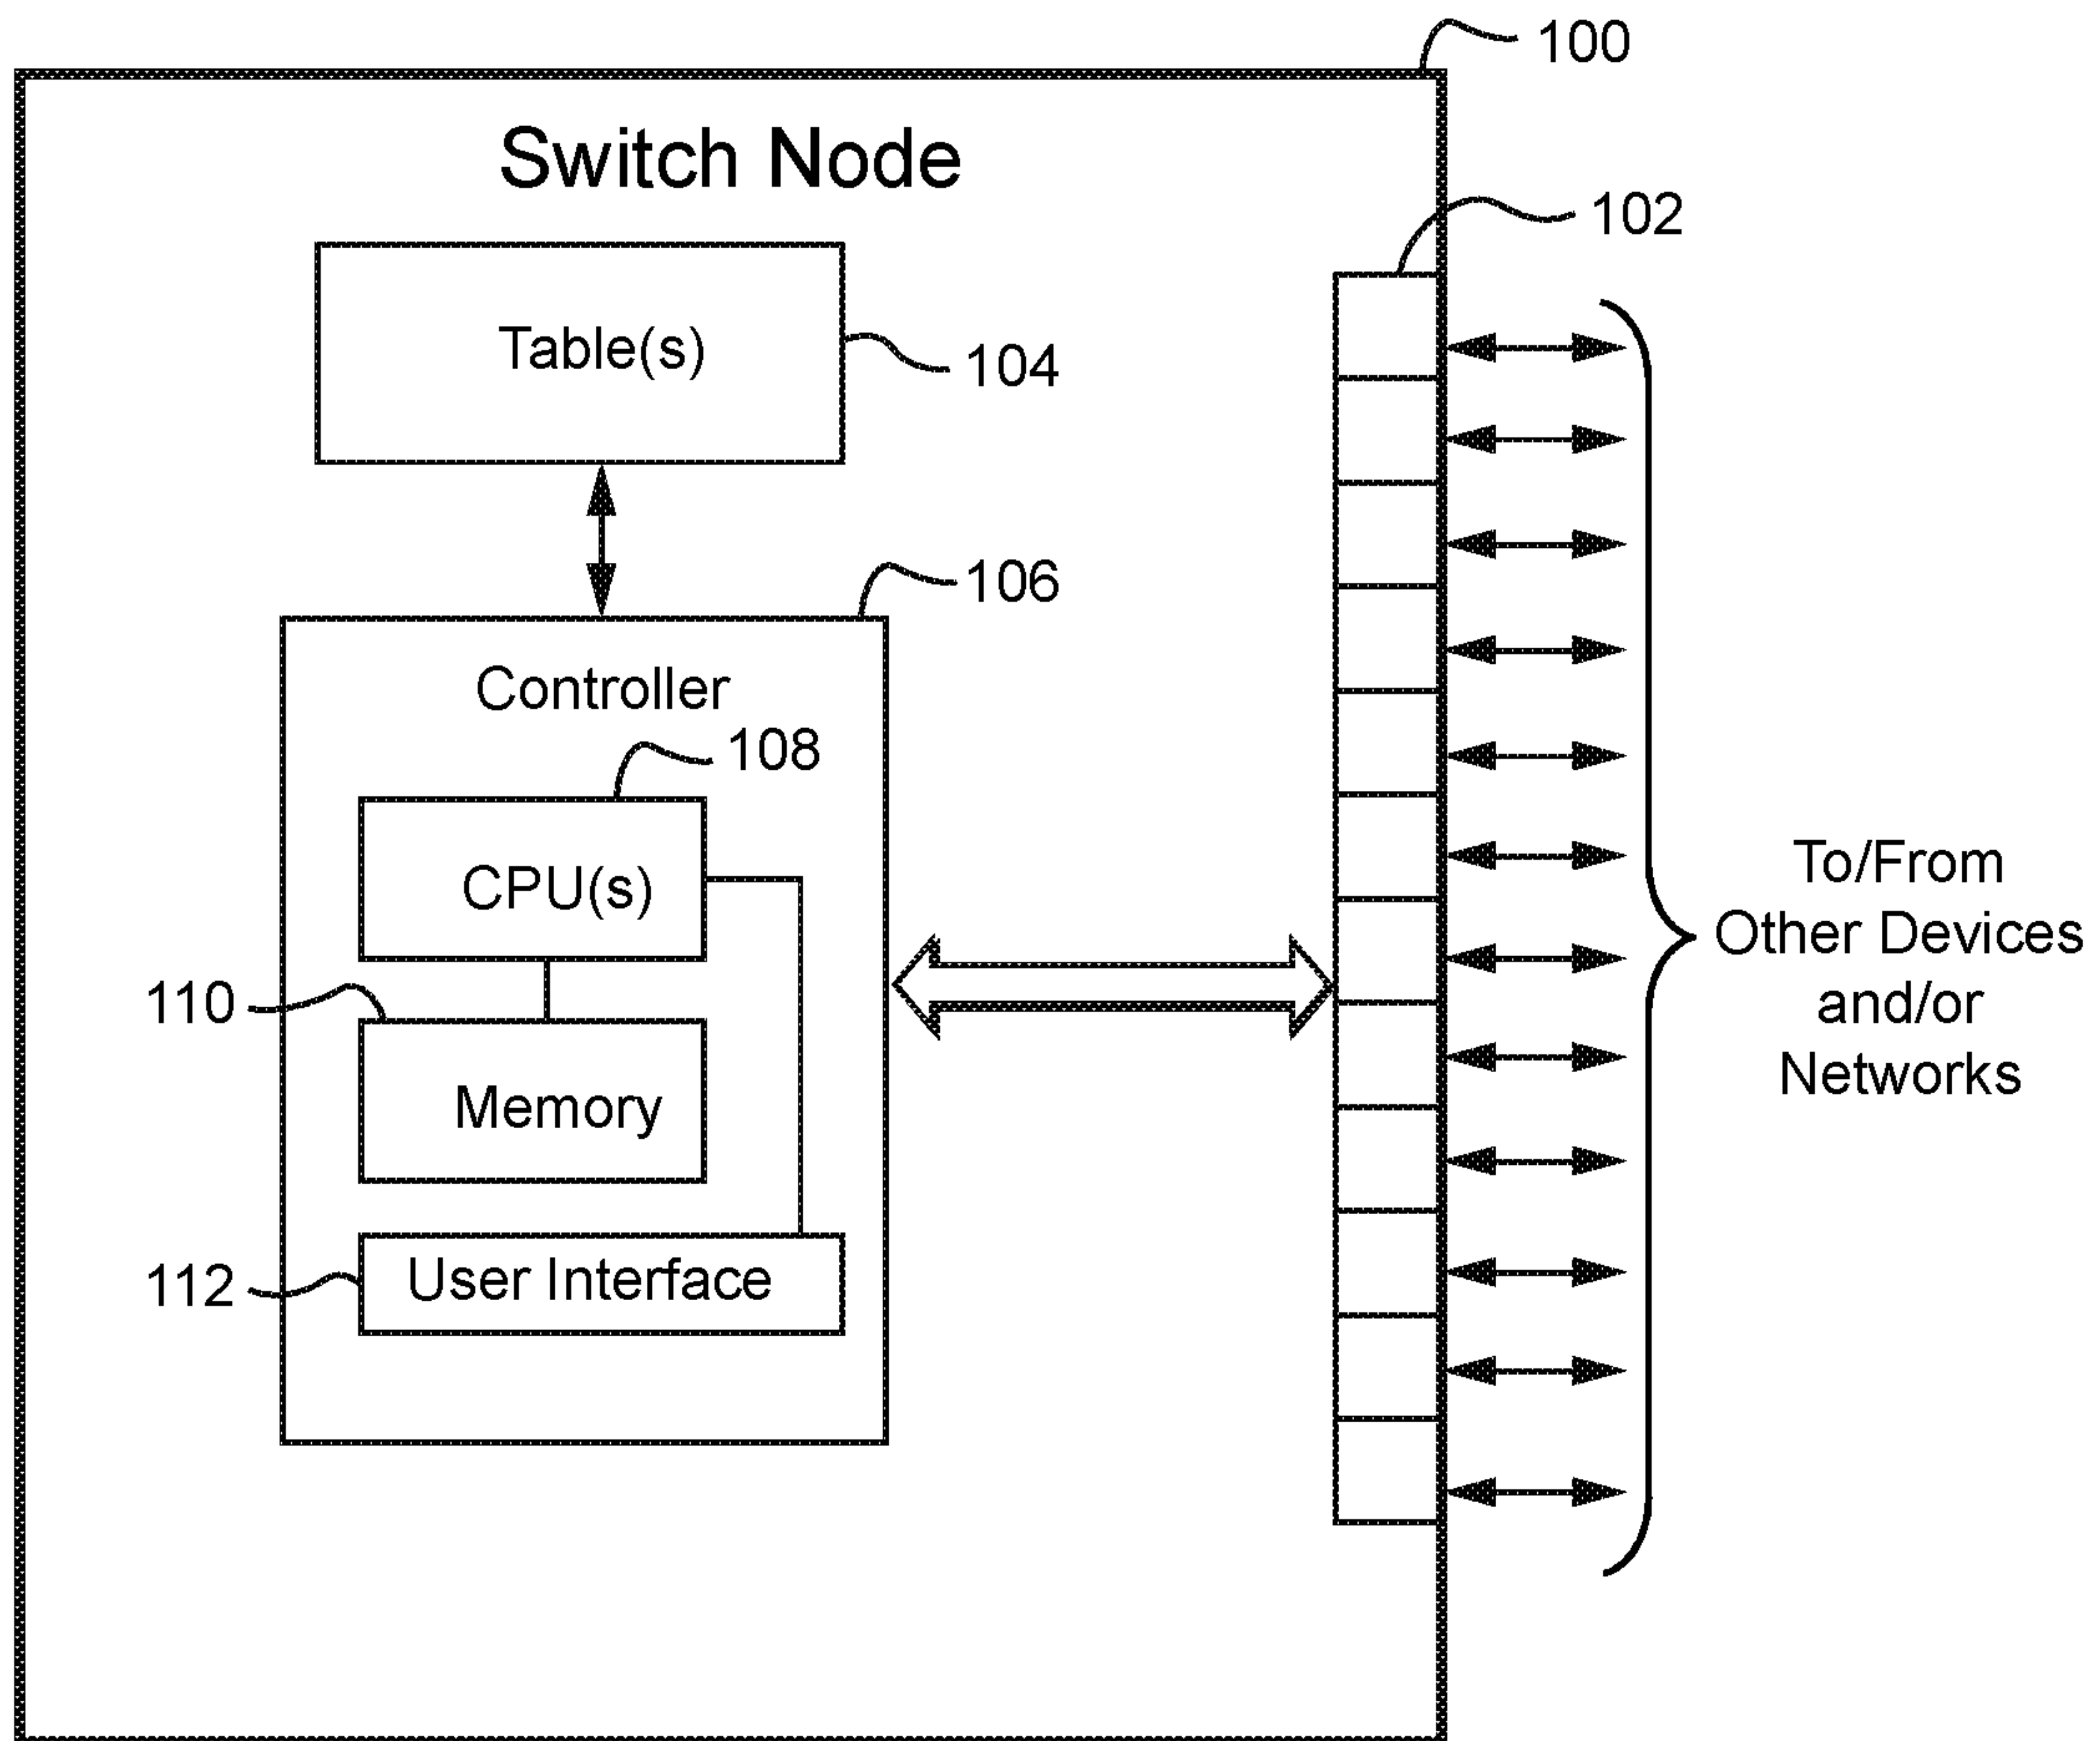 100
Switch Node
102
Table(s)
104
106
Controller
108
CPU(s)
To/From
Other Devices
and/or
Networks
110
Memory
112
User Interface